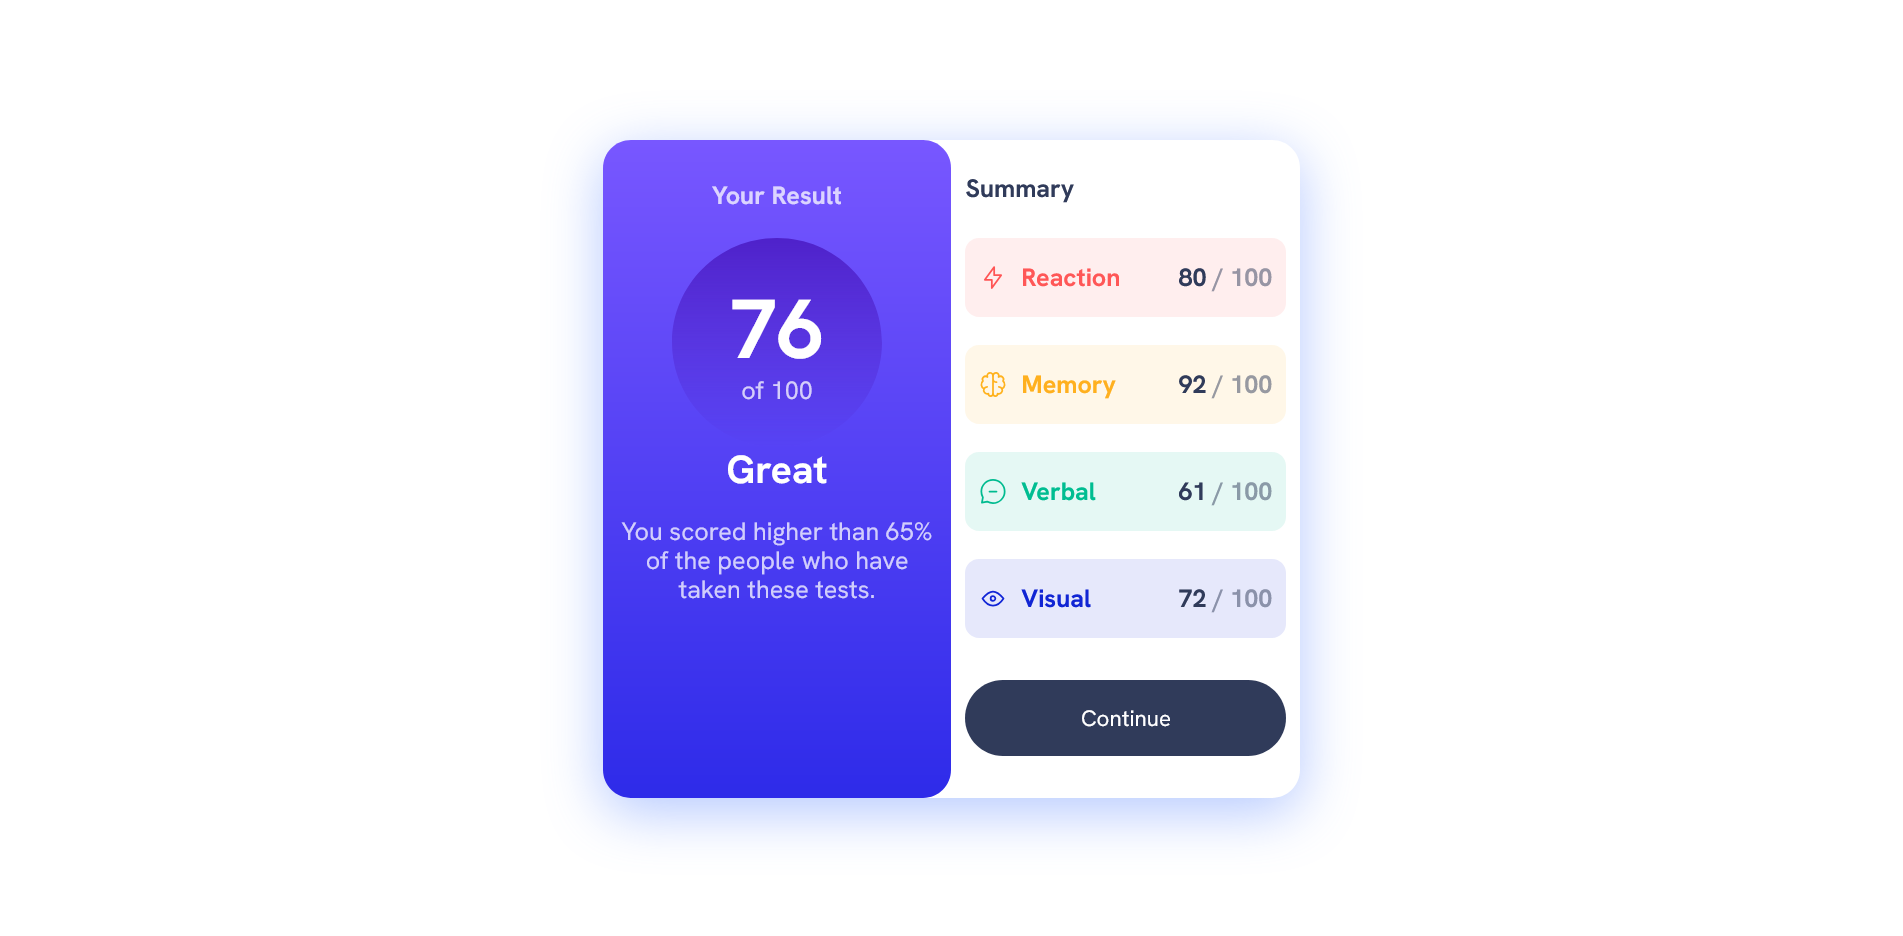 Your Result
76
of 100
Great
You scored higher than 65%
of the people who have
taken these tests.
Summary
Reaction 80 / 100
Memory 92 / 100
Verbal 61 / 100
Visual 72 / 100
Continue